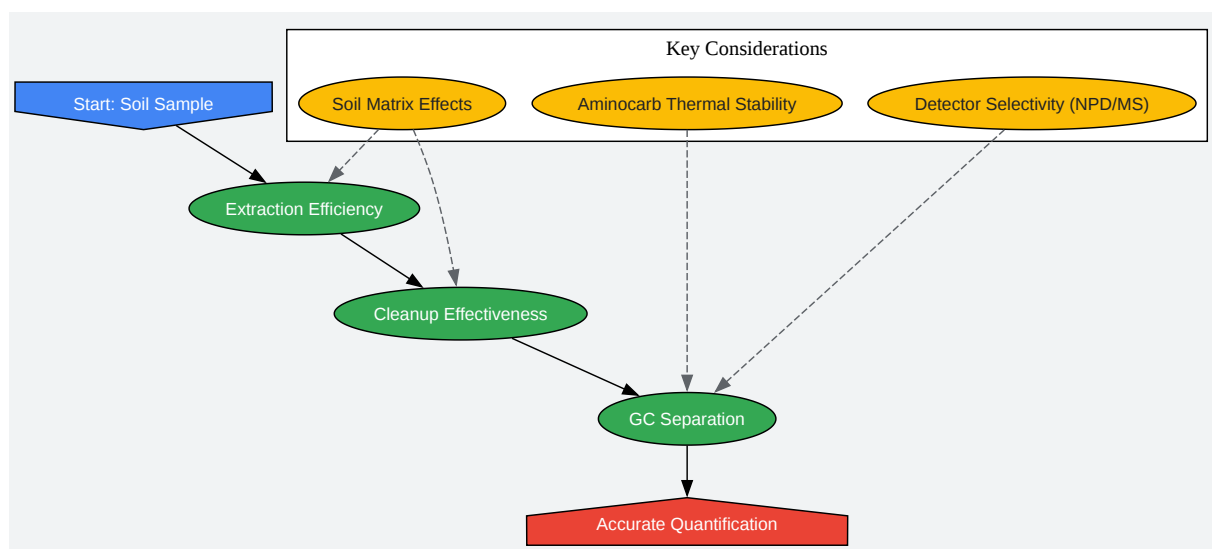 Key Considerations
Start: Soil Sample
Soil Matrix Effects
Aminocarb Thermal Stability
Detector Selectivity (NPD/MS)
Extraction Efficiency
Cleanup Effectiveness
GC Separation
Accurate Quantification